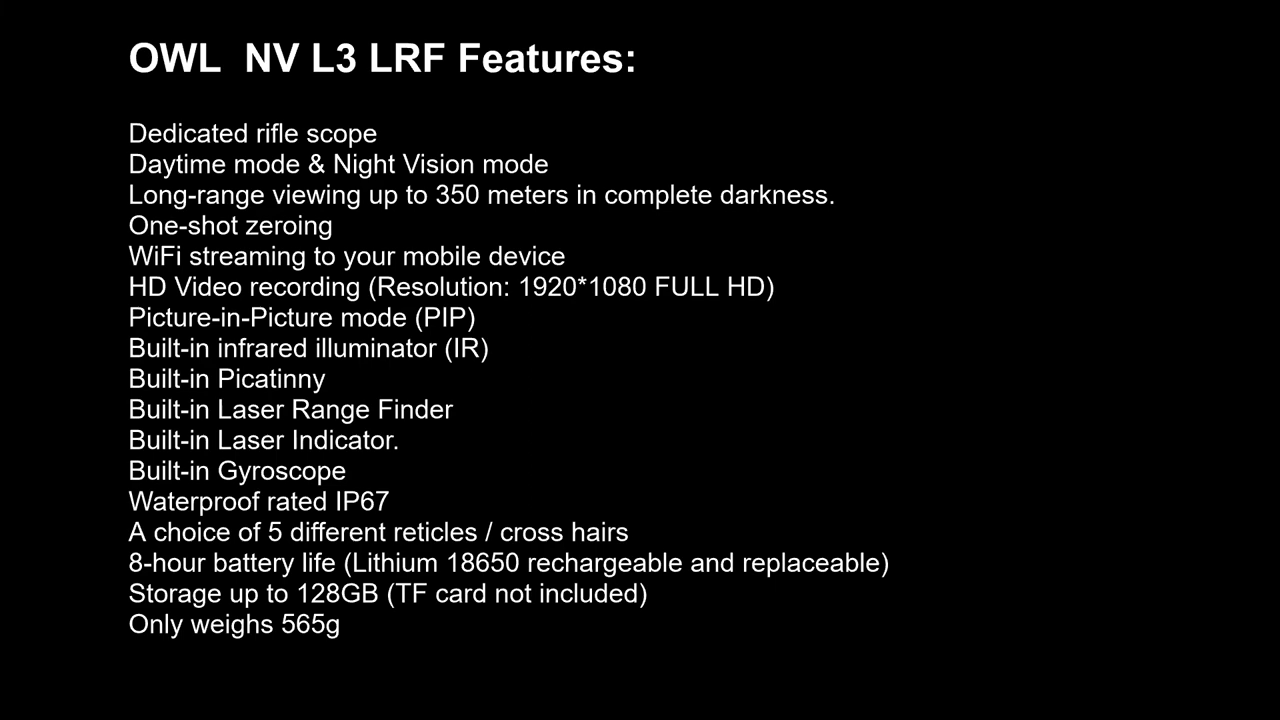 OWL  NV L3 LRF Features:
Dedicated rifle scope
Daytime mode & Night Vision mode
Long-range viewing up to 350 meters in complete darkness.
One-shot zeroing
WiFi streaming to your mobile device
HD Video recording (Resolution: 1920*1080 FULL HD)
Picture-in-Picture mode (PIP)
Built-in infrared illuminator (IR)
Built-in Picatinny
Built-in Laser Range Finder
Built-in Laser Indicator.
Built-in Gyroscope
Waterproof rated IP67
A choice of 5 different reticles / cross hairs
8-hour battery life (Lithium 18650 rechargeable and replaceable)
Storage up to 128GB (TF card not included)
Only weighs 565g